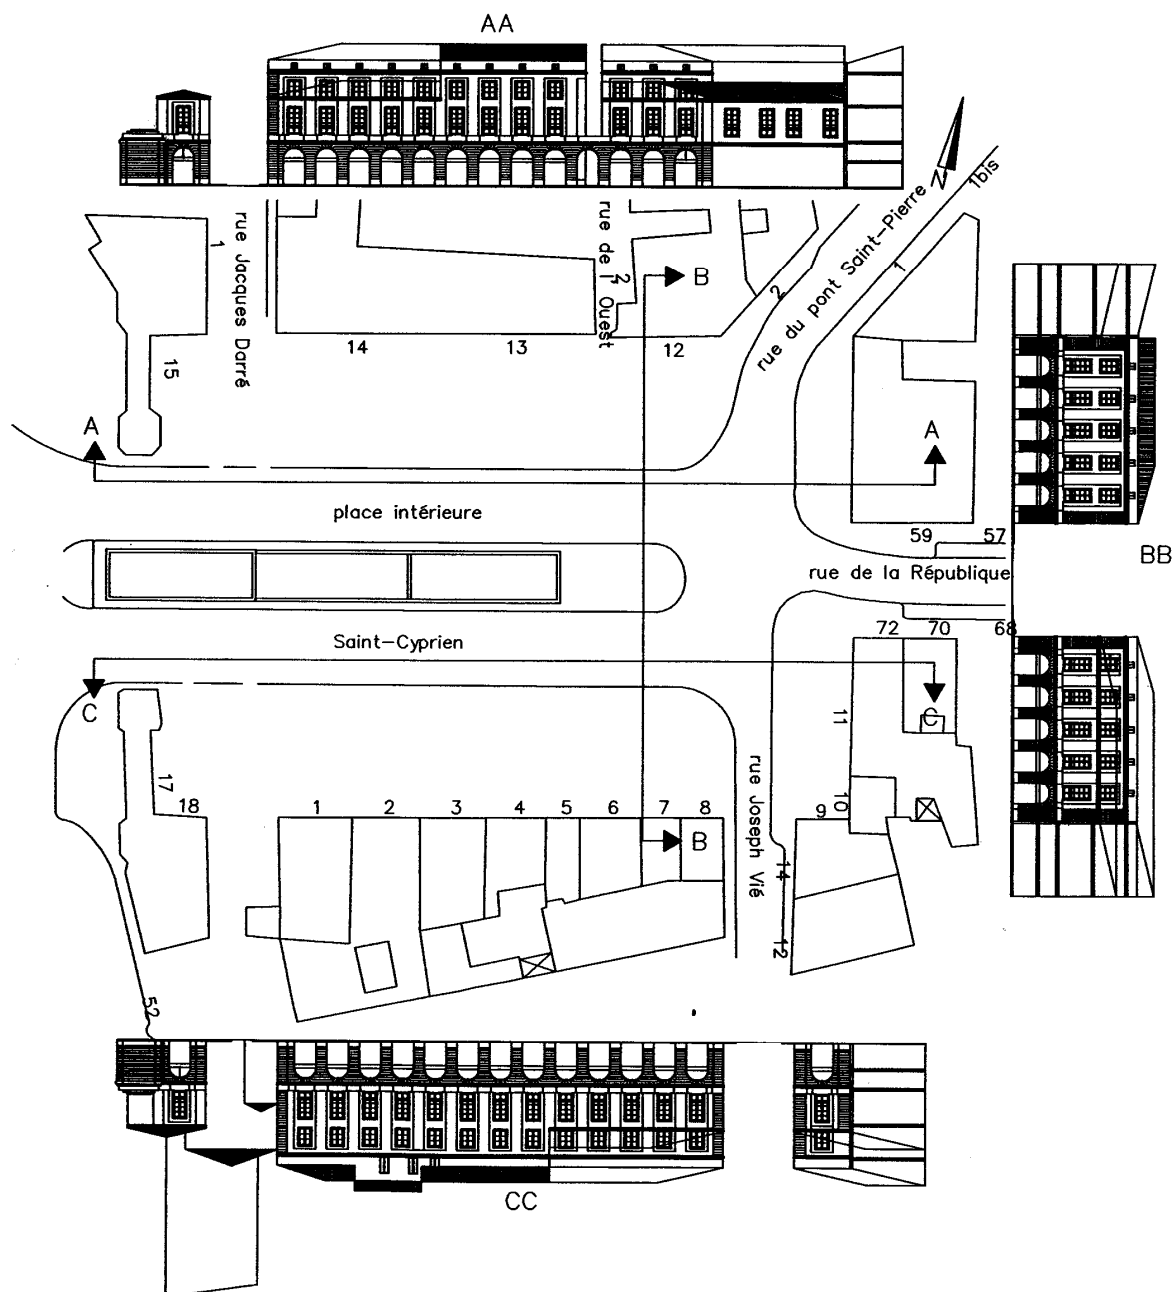 AA
rue Jacques Darré
1
rue de l'Ouest
2
B
rue du pont Saint-Pierre
N
1bis
1
2
14
13
12
15
A
A
place intérieure
59
57
BB
rue de la République
72
70
68
Saint-Cyprien
C
C
11
17
18
1
2
3
4
5
6
7
8
B
rue Joseph Vié
9
10
14
12
52
CC